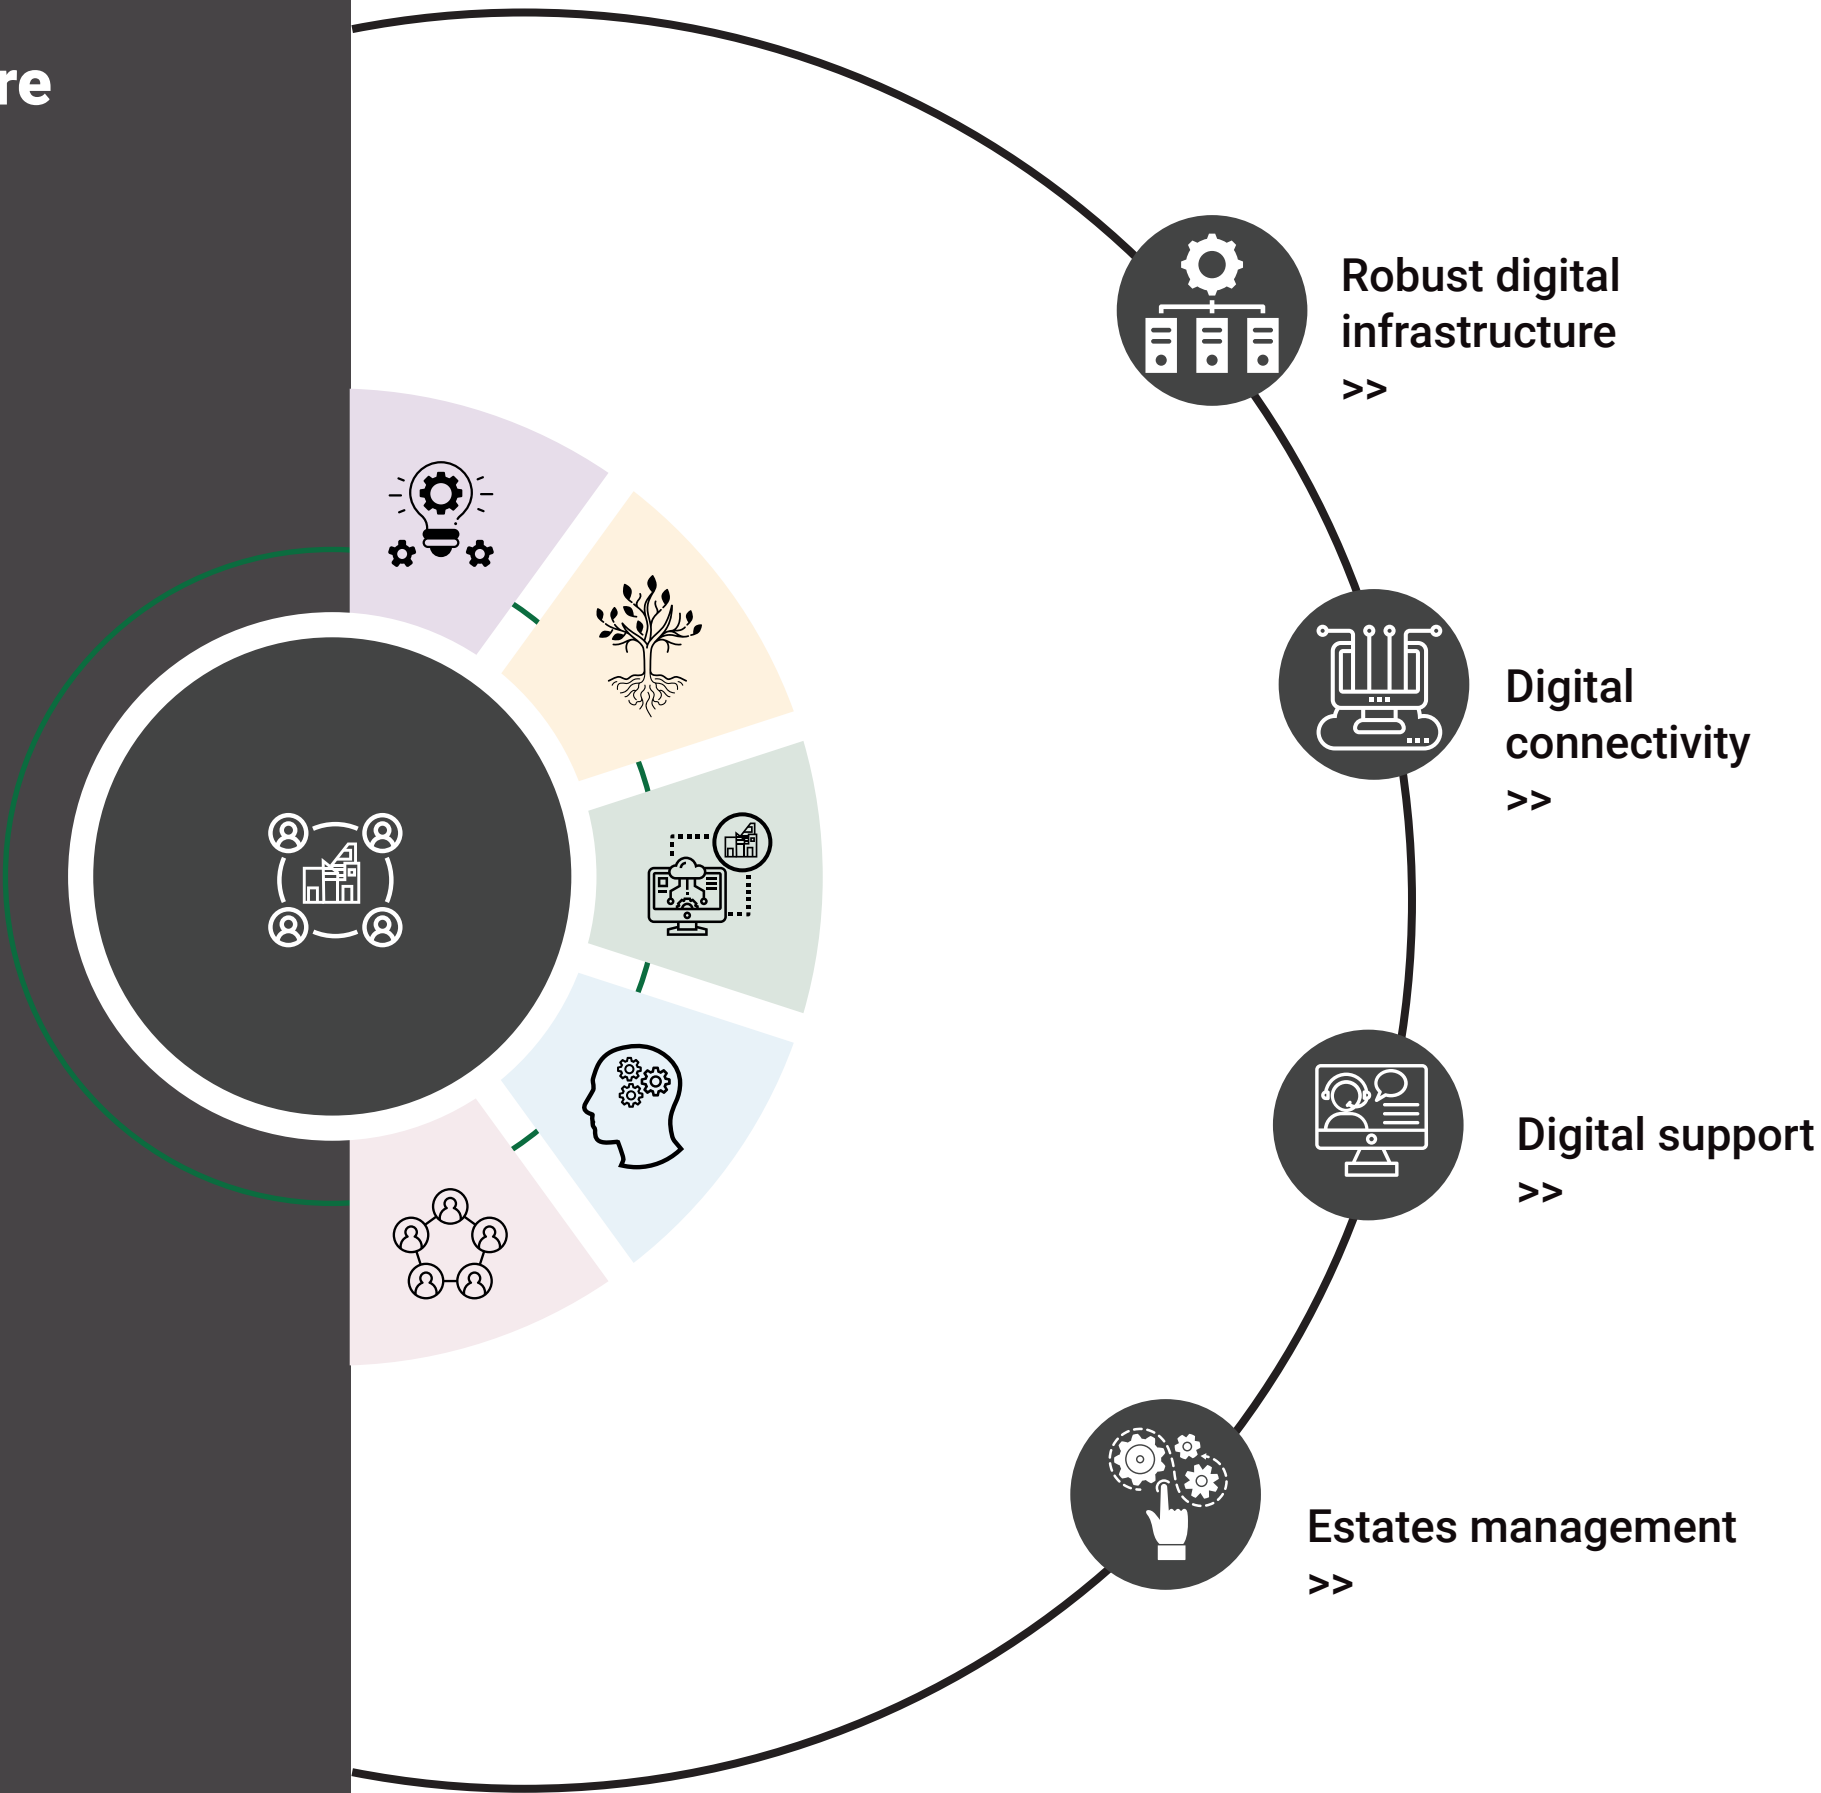 re
Robust digital
infrastructure
>>
Digital
connectivity
>>
Digital support
>>
Estates management
>>